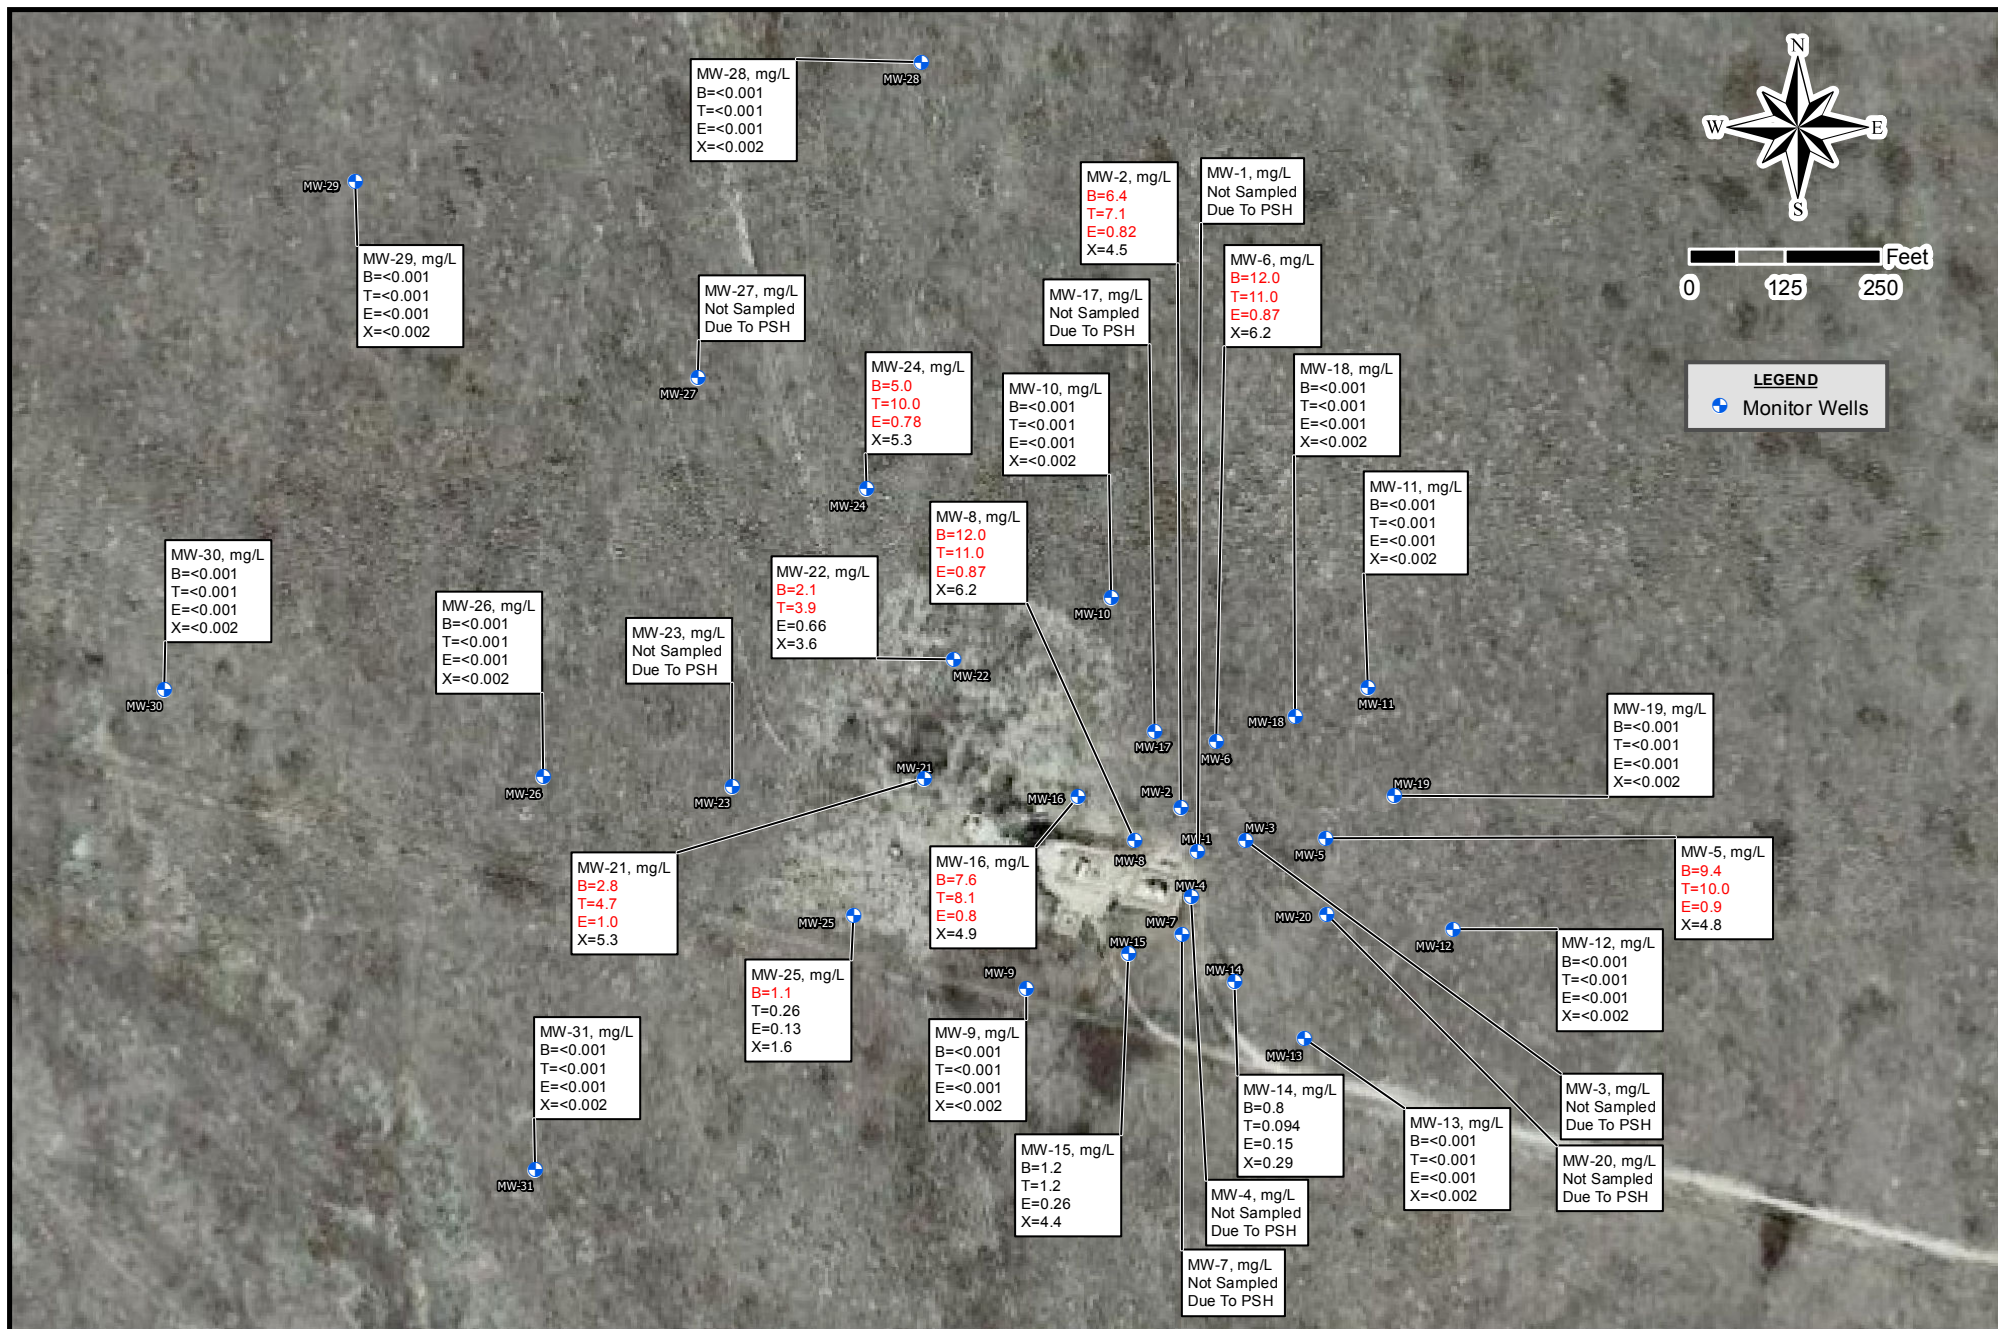 MW-28, mg/L
B=<0.001
T=<0.001
E=<0.001
X=<0.002
MW-28
N
W
E
S
Feet
0
125
250
LEGEND
Monitor Wells
MW-29
MW-29, mg/L
B=<0.001
T=<0.001
E=<0.001
X=<0.002
MW-2, mg/L
B=6.4
T=7.1
E=0.82
X=4.5
MW-1, mg/L
Not Sampled
Due To PSH
MW-6, mg/L
B=12.0
T=11.0
E=0.87
X=6.2
MW-27, mg/L
Not Sampled
Due To PSH
MW-27
MW-17, mg/L
Not Sampled
Due To PSH
MW-24, mg/L
B=5.0
T=10.0
E=0.78
X=5.3
MW-24
MW-10, mg/L
B=<0.001
T=<0.001
E=<0.001
X=<0.002
MW-10
MW-18, mg/L
B=<0.001
T=<0.001
E=<0.001
X=<0.002
MW-11, mg/L
B=<0.001
T=<0.001
E=<0.001
X=<0.002
MW-8, mg/L
B=12.0
T=11.0
E=0.87
X=6.2
MW-30, mg/L
B=<0.001
T=<0.001
E=<0.001
X=<0.002
MW-30
MW-26, mg/L
B=<0.001
T=<0.001
E=<0.001
X=<0.002
MW-26
MW-23, mg/L
Not Sampled
Due To PSH
MW-23
MW-22, mg/L
B=2.1
T=3.9
E=0.66
X=3.6
MW-22
MW-11
MW-18
MW-17
MW-6
MW-19, mg/L
B=<0.001
T=<0.001
E=<0.001
X=<0.002
MW-19
MW-21
MW-16
MW-2
MW-1
MW-3
MW-5
MW-8
MW-5, mg/L
B=9.4
T=10.0
E=0.9
X=4.8
MW-21, mg/L
B=2.8
T=4.7
E=1.0
X=5.3
MW-16, mg/L
B=7.6
T=8.1
E=0.8
X=4.9
MW-4
MW-25
MW-7
MW-20
MW-12
MW-15
MW-12, mg/L
B=<0.001
T=<0.001
E=<0.001
X=<0.002
MW-25, mg/L
B=1.1
T=0.26
E=0.13
X=1.6
MW-9
MW-14
MW-9, mg/L
B=<0.001
T=<0.001
E=<0.001
X=<0.002
MW-13
MW-31, mg/L
B=<0.001
T=<0.001
E=<0.001
X=<0.002
MW-31
MW-14, mg/L
B=0.8
T=0.094
E=0.15
X=0.29
MW-3, mg/L
Not Sampled
Due To PSH
MW-13, mg/L
B=<0.001
T=<0.001
E=<0.001
X=<0.002
MW-15, mg/L
B=1.2
T=1.2
E=0.26
X=4.4
MW-20, mg/L
Not Sampled
Due To PSH
MW-4, mg/L
Not Sampled
Due To PSH
MW-7, mg/L
Not Sampled
Due To PSH